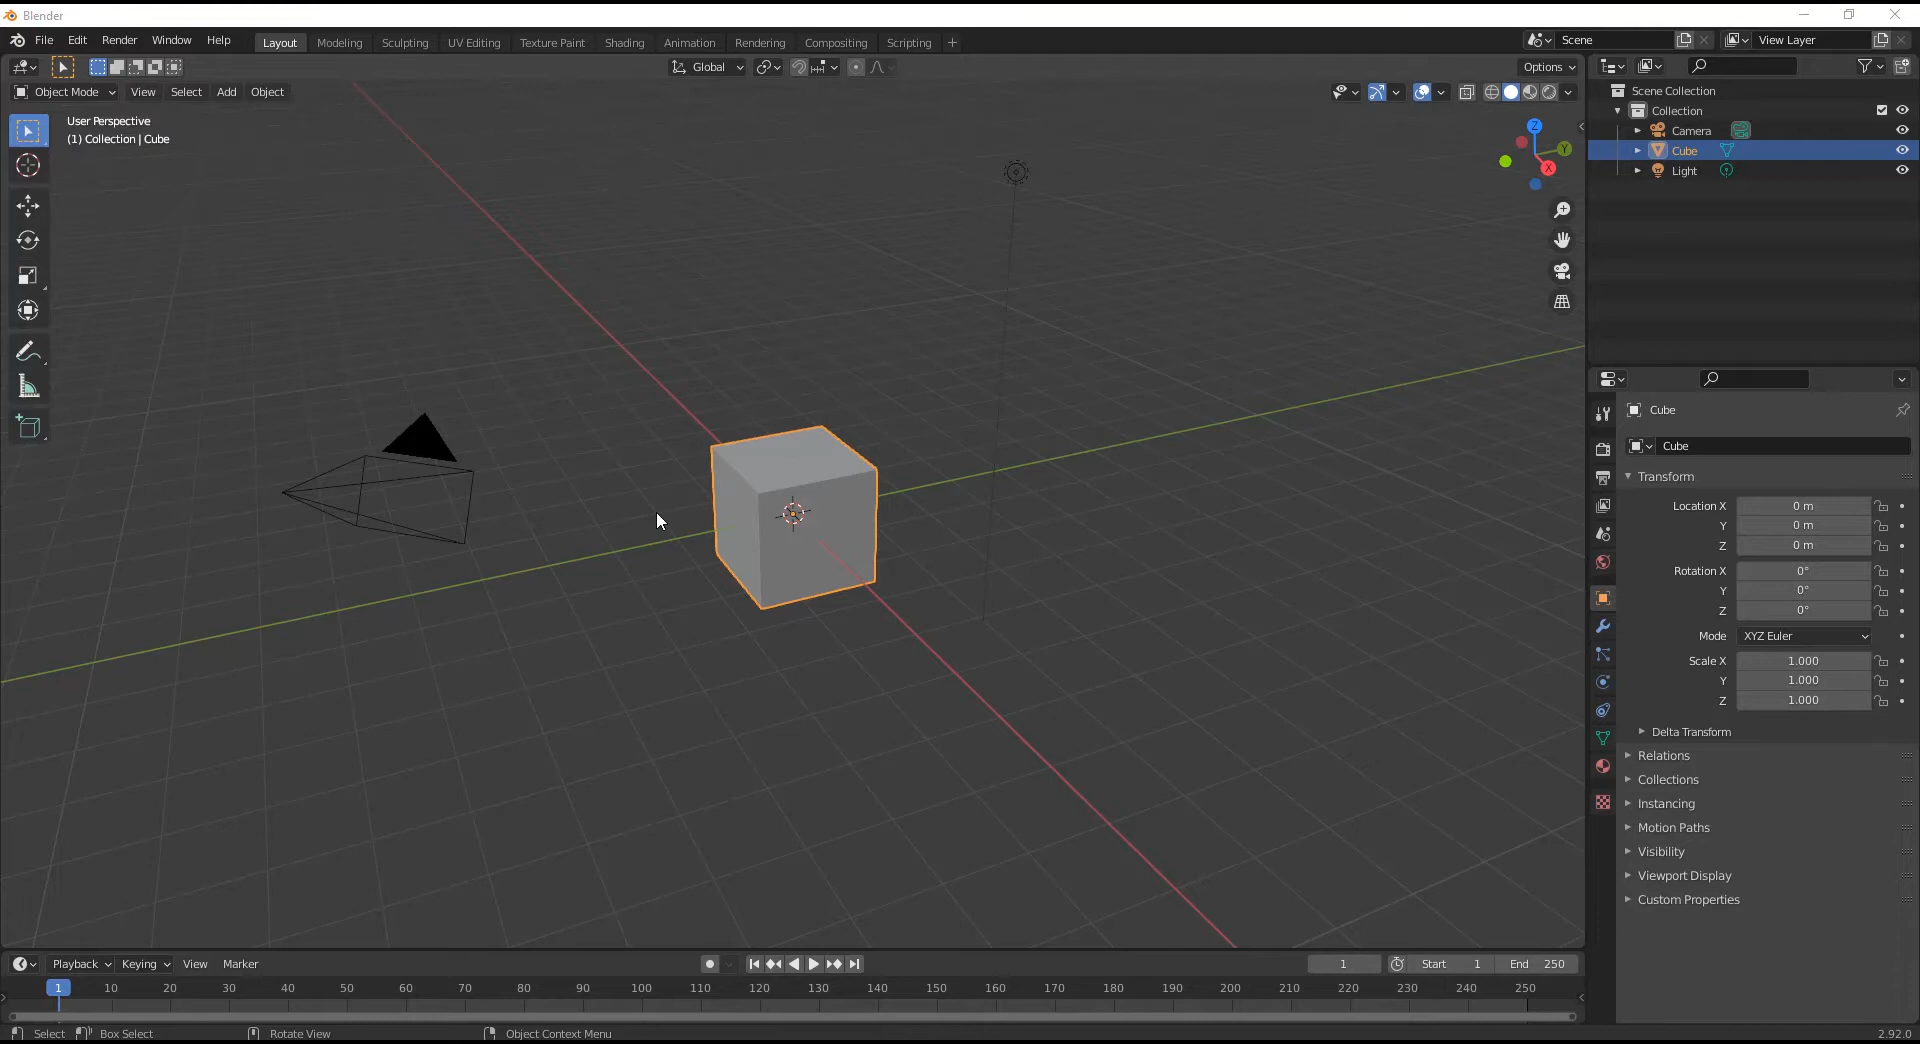 Blender
File Edit Render Window Help Layout Modeling Sculpting UV Editing Texture Paint Shading Animation Rendering Compositing Scripting + Scene View Layer
Global Options
Object Mode View Select Add Object
User Perspective
(1) Collection | Cube
Z
Y
X
Scene Collection
Collection
Camera
Cube
Light
Cube
Cube
Transform
Location X 0 m
Y 0 m
Z 0 m
Rotation X 0°
Y 0°
Z 0°
Mode XYZ Euler
Scale X 1.000
Y 1.000
Z 1.000
Delta Transform
Relations
Collections
Instancing
Motion Paths
Visibility
Viewport Display
Custom Properties
Playback Keying View Marker 1 Start 1 End 250
1 10 20 30 40 50 60 70 80 90 100 110 120 130 140 150 160 170 180 190 200 210 220 230 240 250
Select Box Select Rotate View Object Context Menu 2.92.0